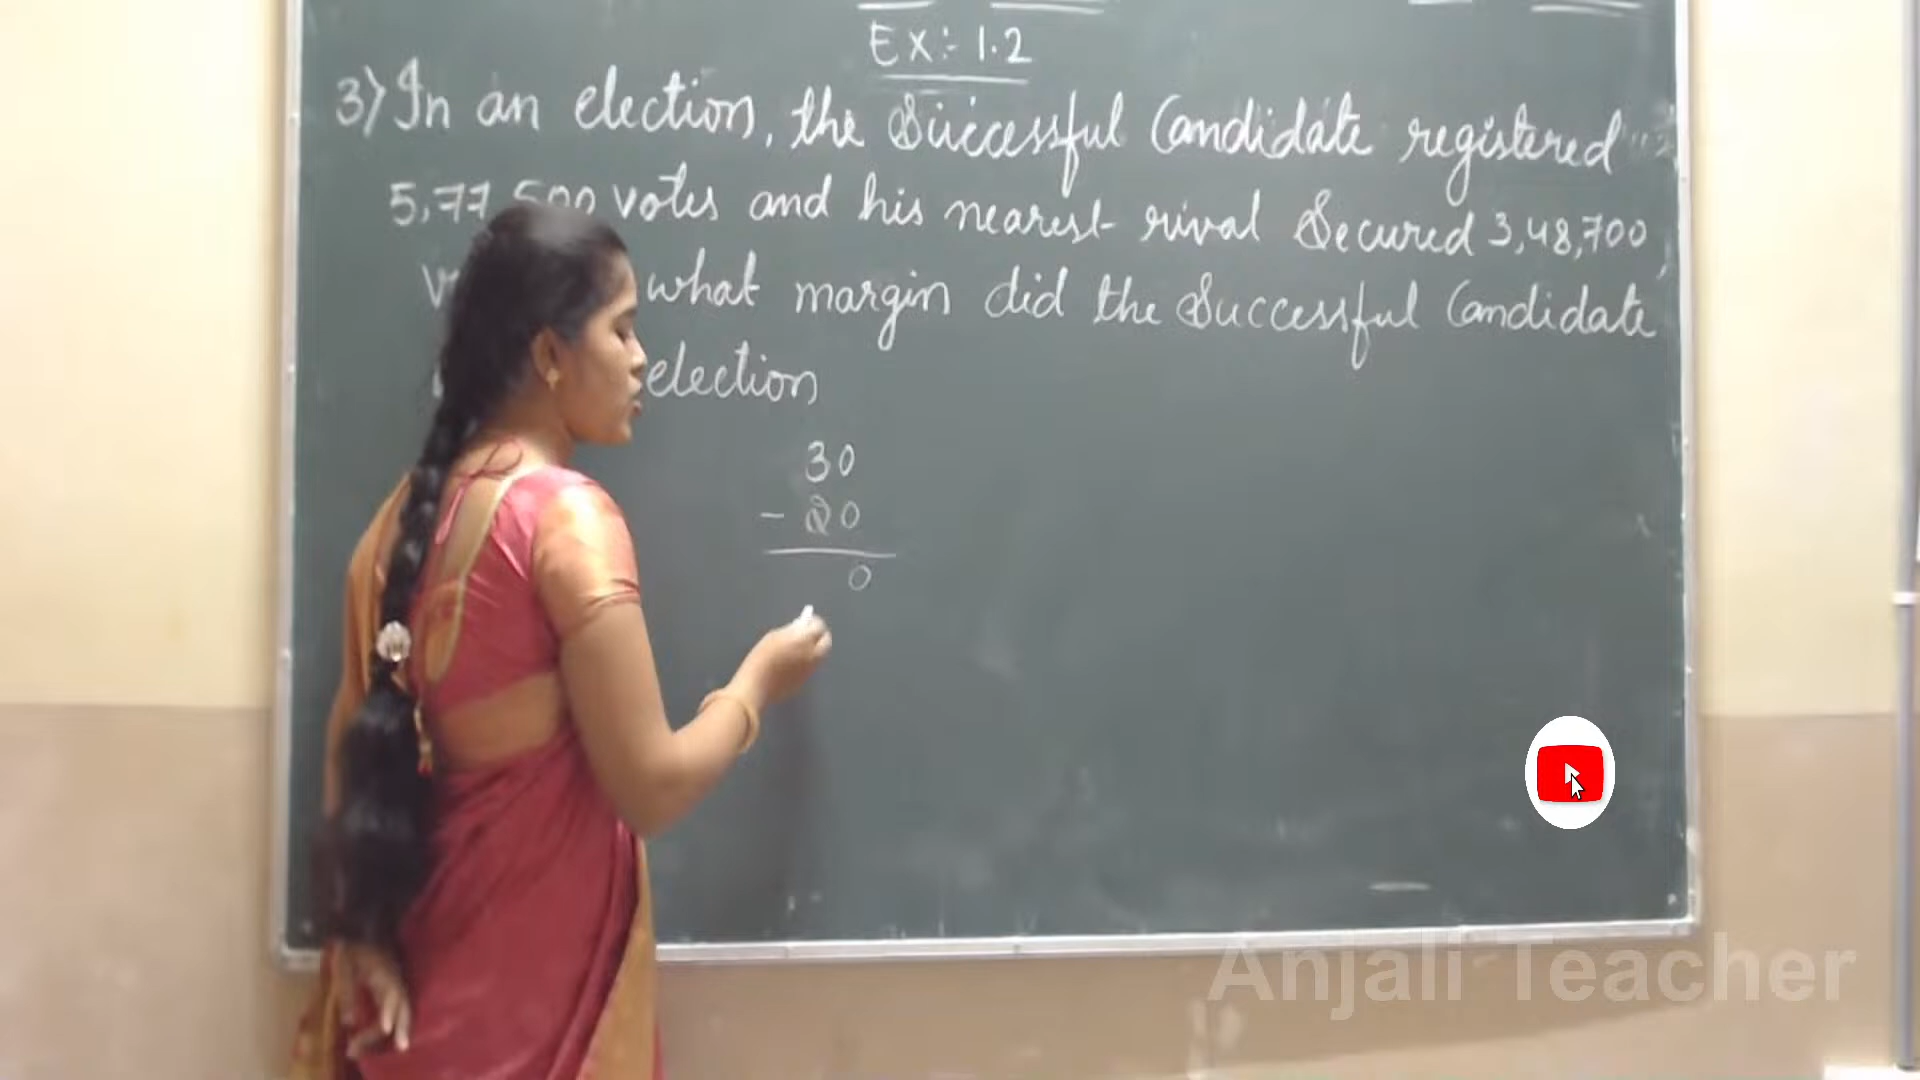 Ex:- 1.2
3) In an election, the Successful Candidate registered
5,77,500 votes and his nearest rival Secured 3,48,700
what margin did the Successful Candidate
election
30
- 20
0
Anjali Teacher